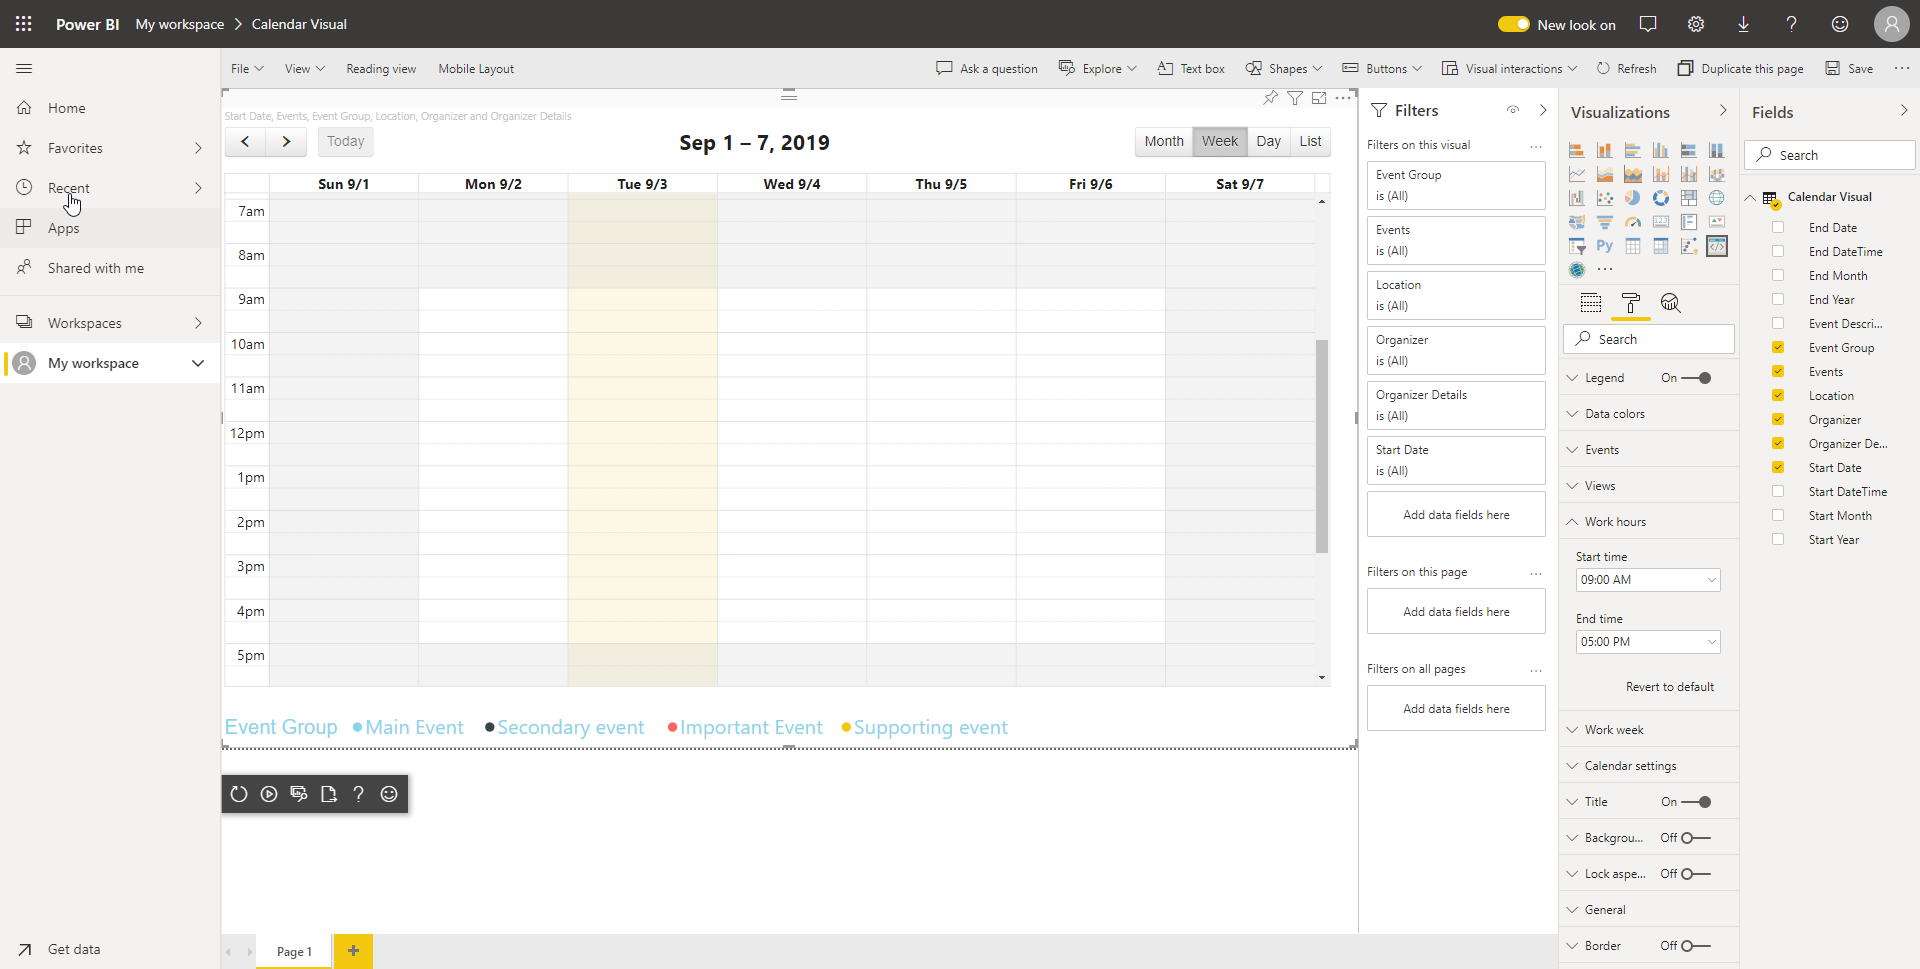 Power BI My workspace > Calendar Visual
New look on
Home
Favorites
Recent
Apps
Shared with me
Workspaces
My workspace
Get data
File View Reading view Mobile Layout Ask a question Explore Text box Shapes Buttons Visual interactions Refresh Duplicate this page Save
Start Date, Events, Event Group, Location, Organizer and Organizer Details
Today
Sep 1 – 7, 2019
Month Week Day List
Sun 9/1 Mon 9/2 Tue 9/3 Wed 9/4 Thu 9/5 Fri 9/6 Sat 9/7
7am
8am
9am
10am
11am
12pm
1pm
2pm
3pm
4pm
5pm
Event Group Main Event Secondary event Important Event Supporting event
Page 1
Filters
Filters on this visual
Event Group
is (All)
Events
is (All)
Location
is (All)
Organizer
is (All)
Organizer Details
is (All)
Start Date
is (All)
Add data fields here
Filters on this page
Add data fields here
Filters on all pages
Add data fields here
Visualizations
Py
Search
Legend On
Data colors
Events
Views
Work hours
Start time
09:00 AM
End time
05:00 PM
Revert to default
Work week
Calendar settings
Title On
Backgrou... Off
Lock aspe... Off
General
Border Off
Fields
Search
Calendar Visual
End Date
End DateTime
End Month
End Year
Event Descri...
Event Group
Events
Location
Organizer
Organizer De...
Start Date
Start DateTime
Start Month
Start Year